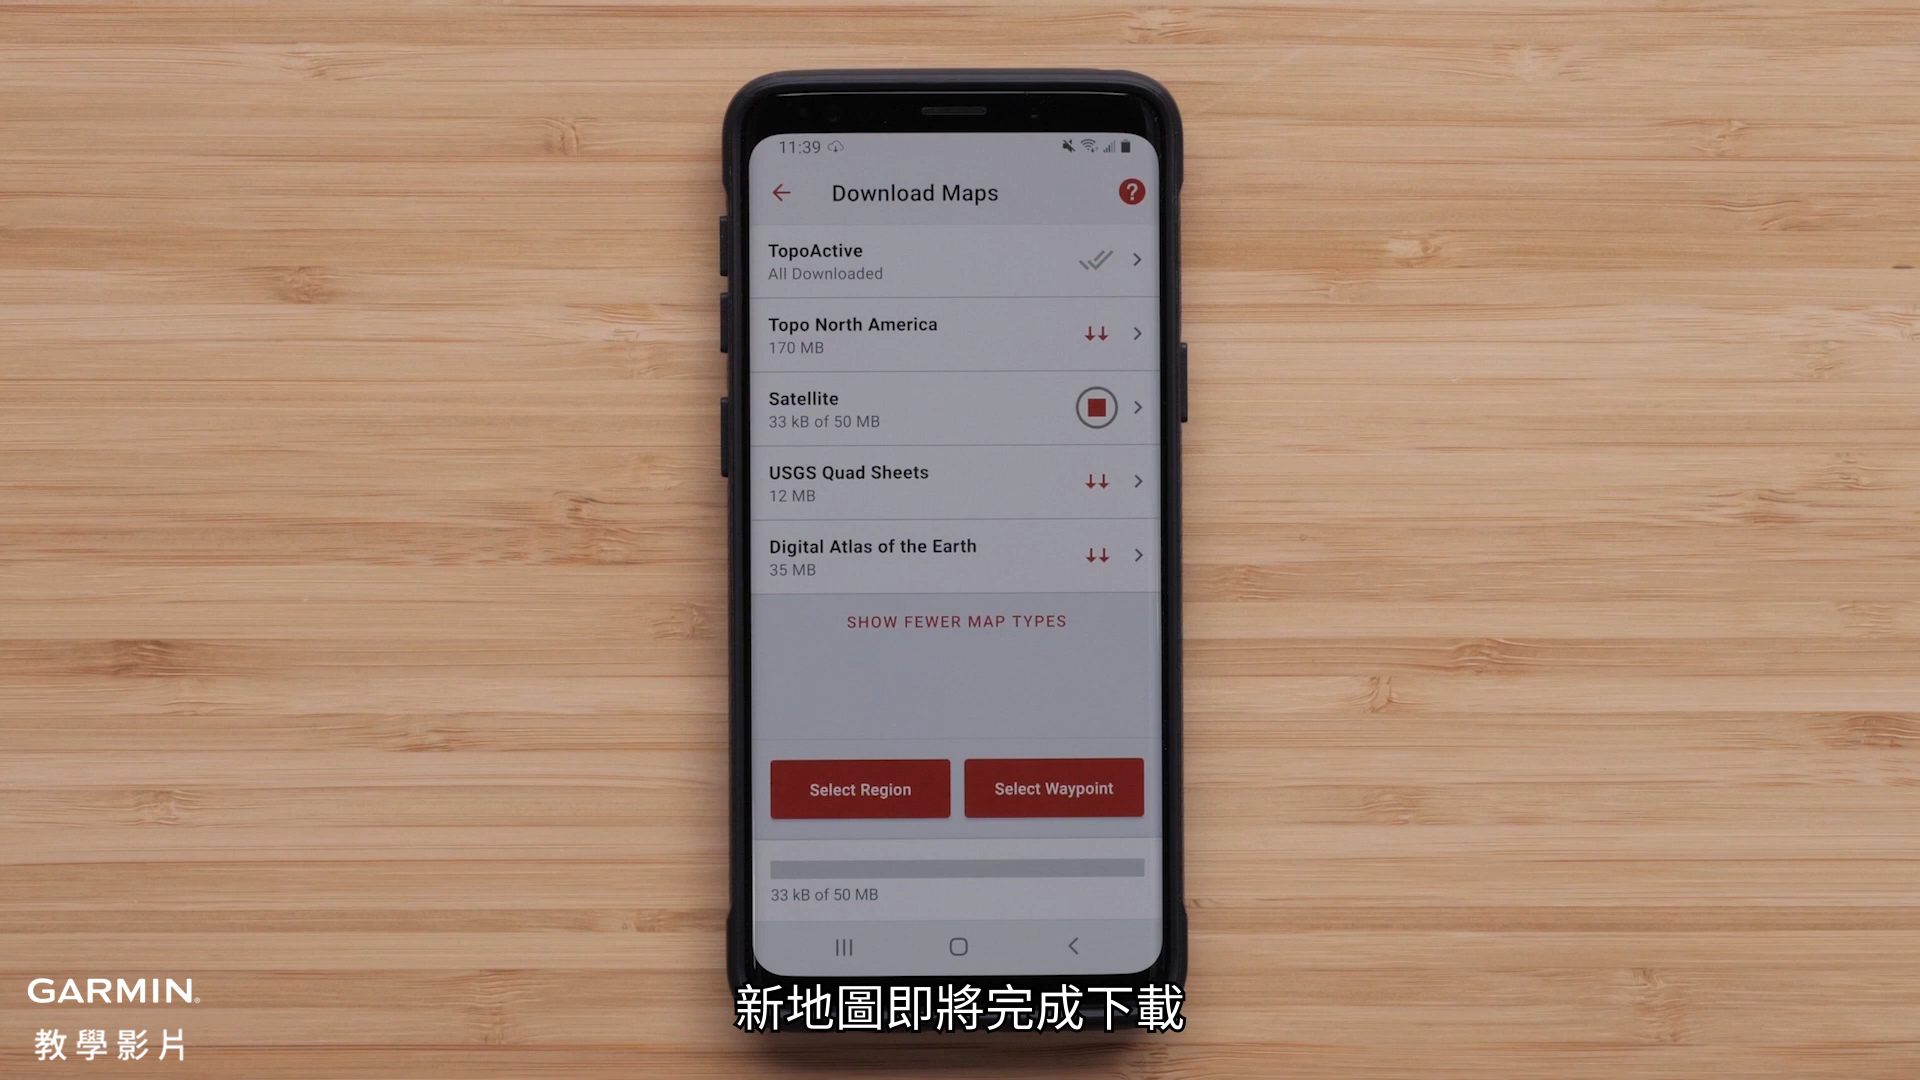 11:39
Download Maps
?
TopoActive
All Downloaded
Topo North America
170 MB
Satellite
33 kB of 50 MB
USGS Quad Sheets
12 MB
Digital Atlas of the Earth
35 MB
SHOW FEWER MAP TYPES
Select Region
Select Waypoint
33 kB of 50 MB
GARMIN®
教學影片
新地圖即將完成下載